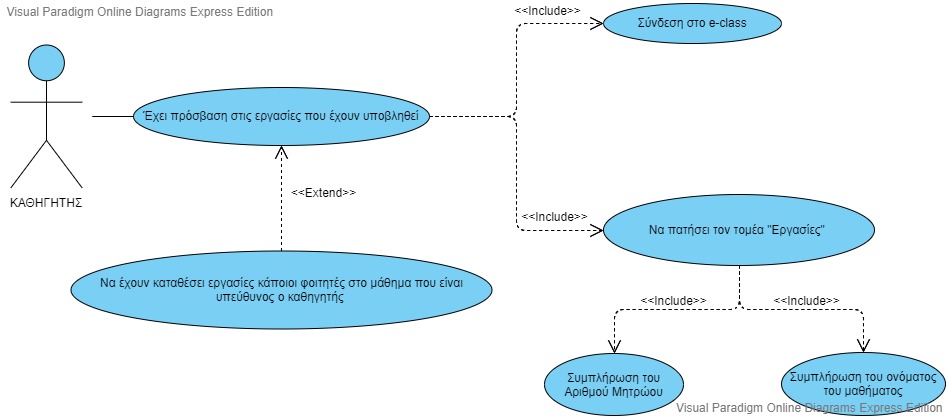 Visual Paradigm Online Diagrams Express Edition
<<Include>>
Σύνδεση στο e-class
Έχει πρόσβαση στις εργασίες που έχουν υποβληθεί
<<Extend>>
ΚΑΘΗΓΗΤΗΣ
<<Include>>
Να πατήσει τον τομέα "Εργασίες"
Να έχουν καταθέσει εργασίες κάποιοι φοιτητές στο μάθημα που είναι
υπεύθυνος ο καθηγητής
<<Include>>
<<Include>>
Συμπλήρωση του
Αριθμού Μητρώου
Συμπλήρωση του ονόματος
του μαθήματος
Visual Paradigm Online Diagrams Express Edition